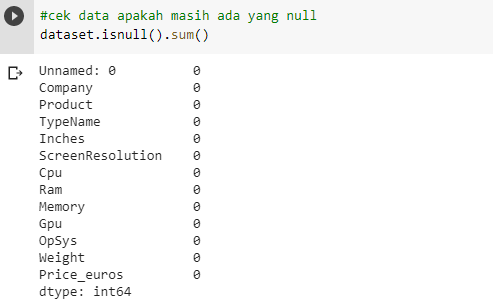 #cek data apakah masih ada yang null
dataset.isnull().sum()
Unnamed: 0 0
Company 0
Product 0
TypeName 0
Inches 0
ScreenResolution 0
Cpu 0
Ram 0
Memory 0
Gpu 0
OpSys 0
Weight 0
Price_euros 0
dtype: int64